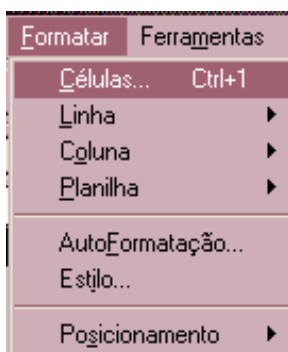 Formatar Ferramentas
Células... Ctrl+1
Linha
Coluna
Planilha
AutoFormatação...
Estilo...
Posicionamento